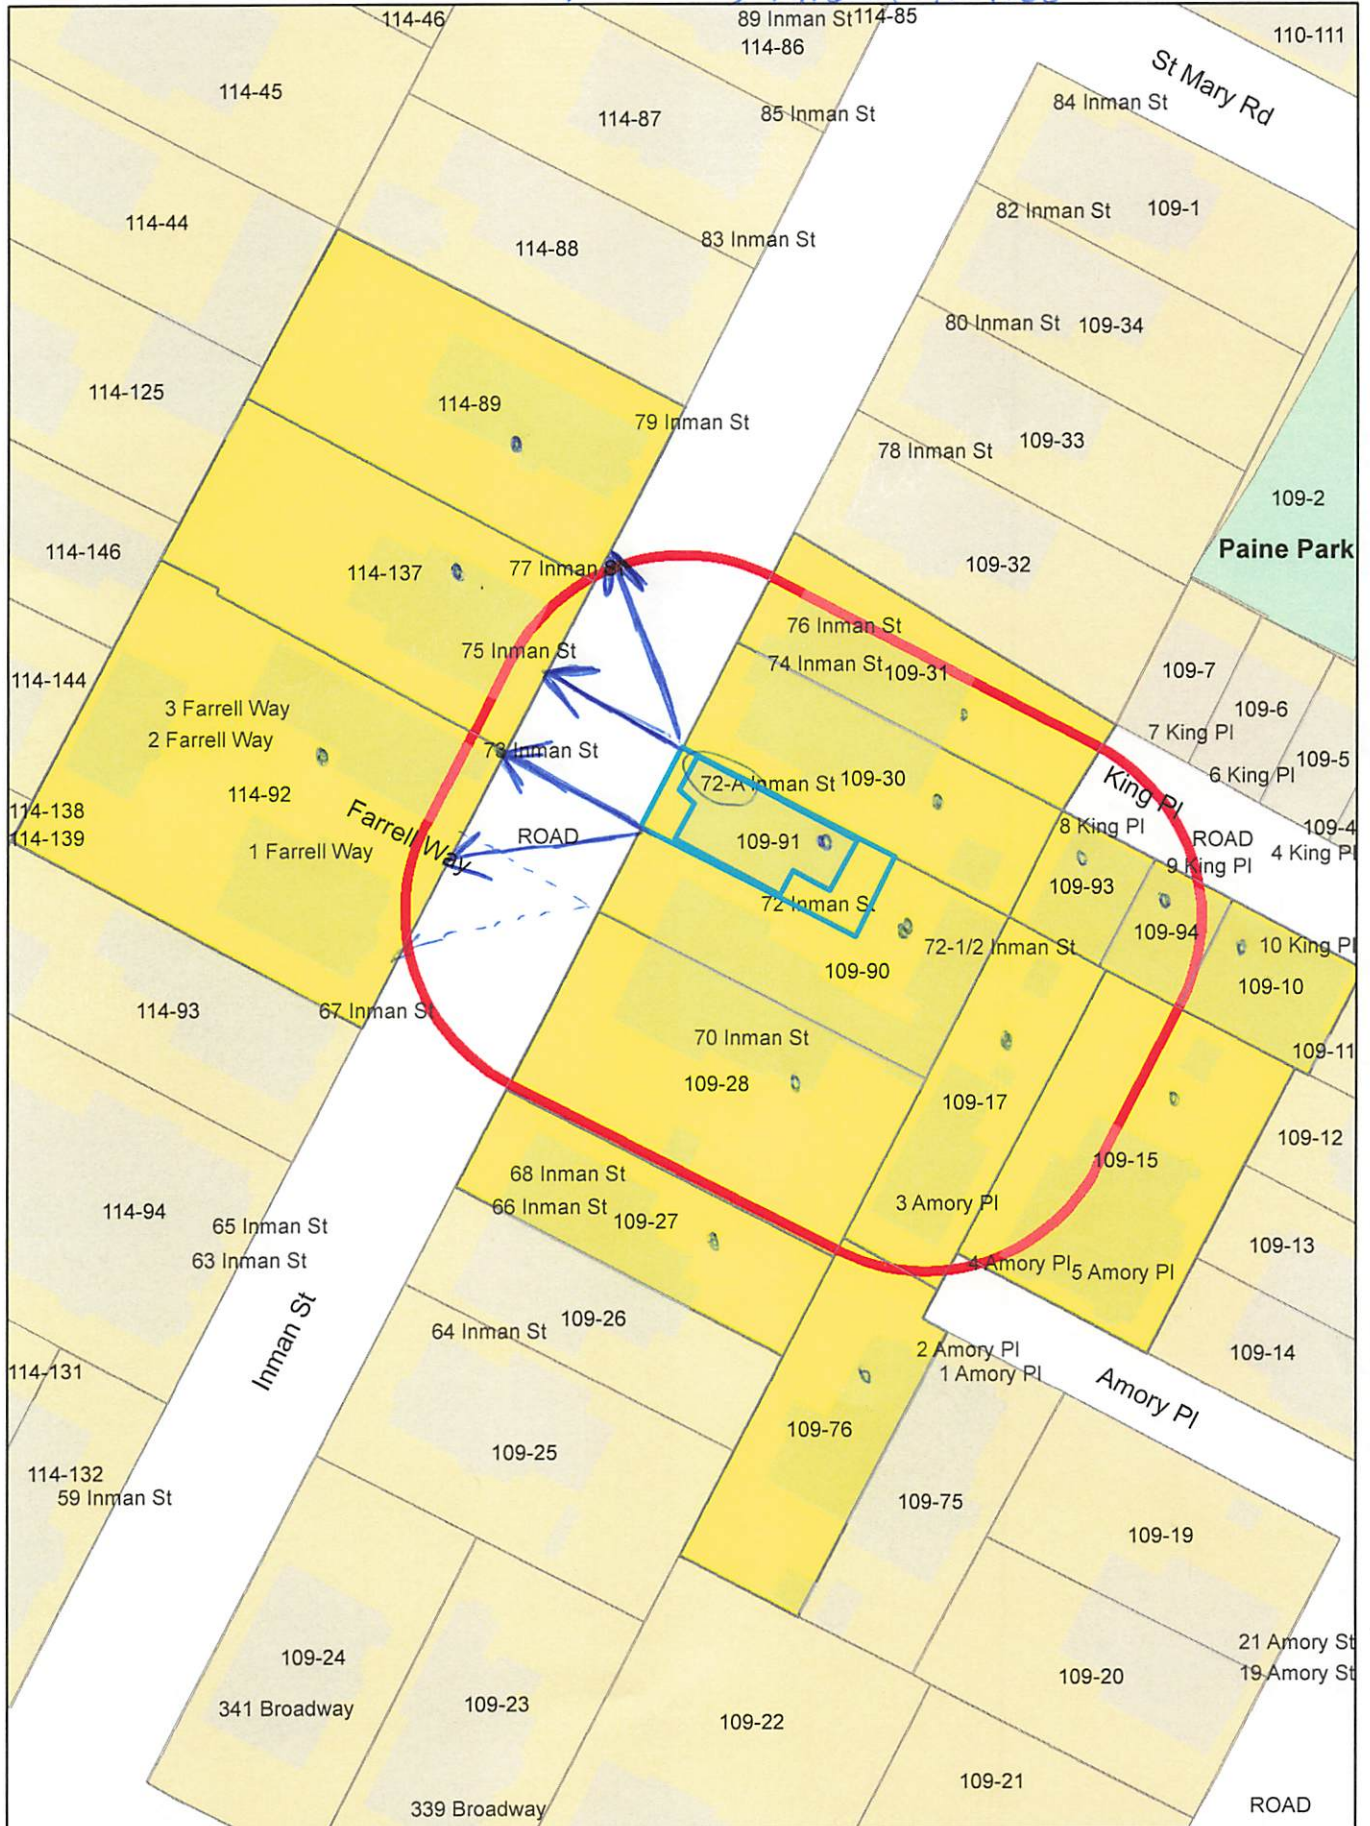 114-46
89 Inman St
114-85
114-86
110-111
St Mary Rd
114-45
84 Inman St
114-87
85 Inman St
82 Inman St
109-1
114-44
114-88
83 Inman St
80 Inman St
109-34
114-125
114-89
79 Inman St
78 Inman St
109-33
109-2
Paine Park
114-146
114-137
77 Inman St
109-32
76 Inman St
75 Inman St
74 Inman St
109-31
109-7
114-144
3 Farrell Way
109-6
7 King Pl
2 Farrell Way
73 Inman St
109-5
6 King Pl
72-A Inman St
109-30
King Pl
114-92
114-138
Farrell Way
ROAD
8 King Pl
109-4
114-139
109-91
ROAD
1 Farrell Way
4 King Pl
9 King Pl
109-93
72 Inman St
109-94
72-1/2 Inman St
10 King Pl
109-90
109-10
114-93
67 Inman St
70 Inman St
109-11
109-28
109-17
109-12
109-15
68 Inman St
3 Amory Pl
66 Inman St
114-94
109-27
65 Inman St
109-13
63 Inman St
4 Amory Pl
5 Amory Pl
Inman St
109-26
64 Inman St
2 Amory Pl
109-14
114-131
1 Amory Pl
Amory Pl
109-76
109-25
114-132
59 Inman St
109-75
109-19
21 Amory St
109-24
19 Amory St
109-20
109-23
341 Broadway
109-22
109-21
339 Broadway
ROAD